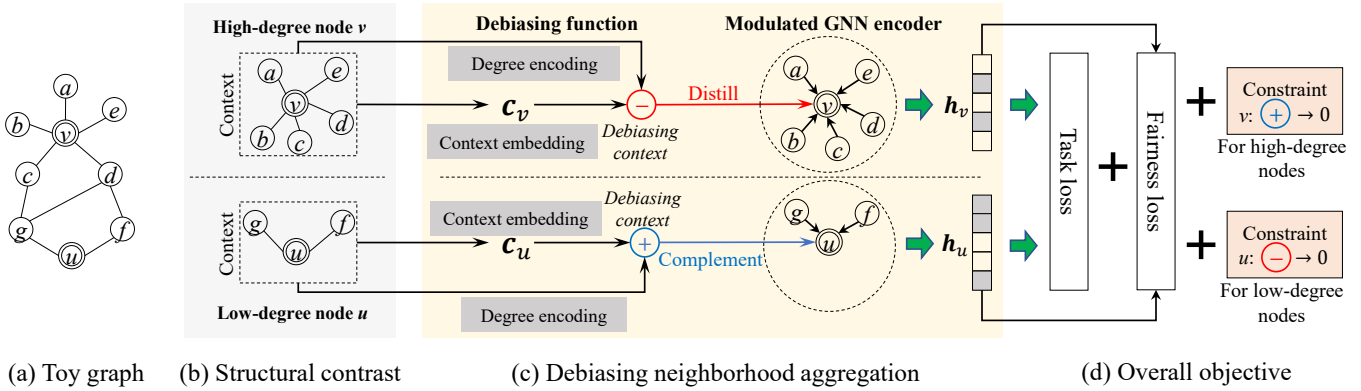 a
e
b
v
c
d
g
f
u
(a) Toy graph
High-degree node v
Context
a
e
v
b
c
d
Context
g
f
u
Low-degree node u
(b) Structural contrast
Debiasing function
Modulated GNN encoder
Degree encoding
c_v
−
Distill
Context embedding
Debiasing
context
a
e
v
b
c
d
h_v
Debiasing
context
Context embedding
c_u
+
Complement
Degree encoding
g
f
u
h_u
(c) Debiasing neighborhood aggregation
Task loss
+
Fairness loss
+
Constraint
v: + → 0
For high-degree
nodes
+
Constraint
u: − → 0
For low-degree
nodes
(d) Overall objective